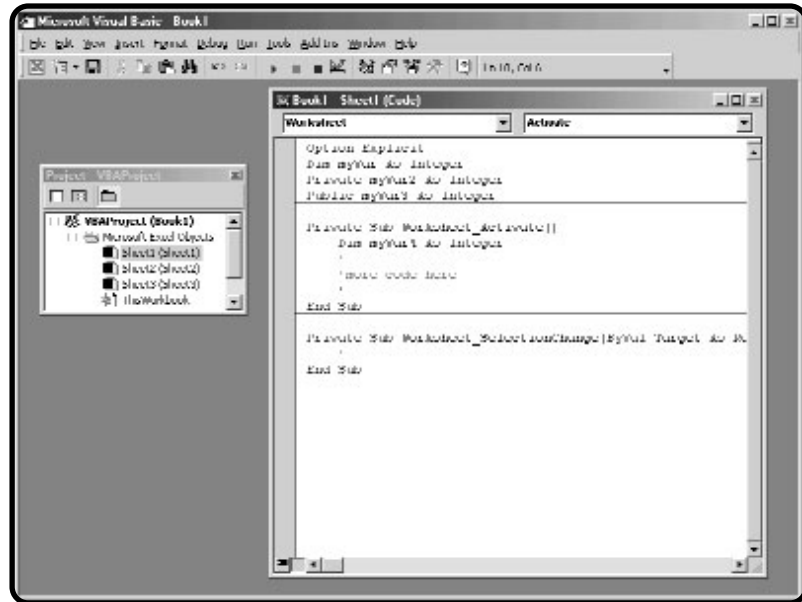 Microsoft Visual Basic Book1
File Edit View Insert Format Debug Run Tools Add-Ins Window Help
Ln 10, Col 6
Project VBAProject
VBAProject (Book1)
Microsoft Excel Objects
Sheet1 (Sheet1)
Sheet2 (Sheet2)
Sheet3 (Sheet3)
ThisWorkbook
Book1 Sheet1 (Code)
Worksheet
Activate
Option Explicit
Dim myVar As Integer
Private myVar2 As Integer
Public myVar3 As Integer
Private Sub Worksheet_Activate()
Dim myVar4 As Integer
'
'more code here
'
End Sub
Private Sub Worksheet_SelectionChange(ByVal Target As R
'
End Sub